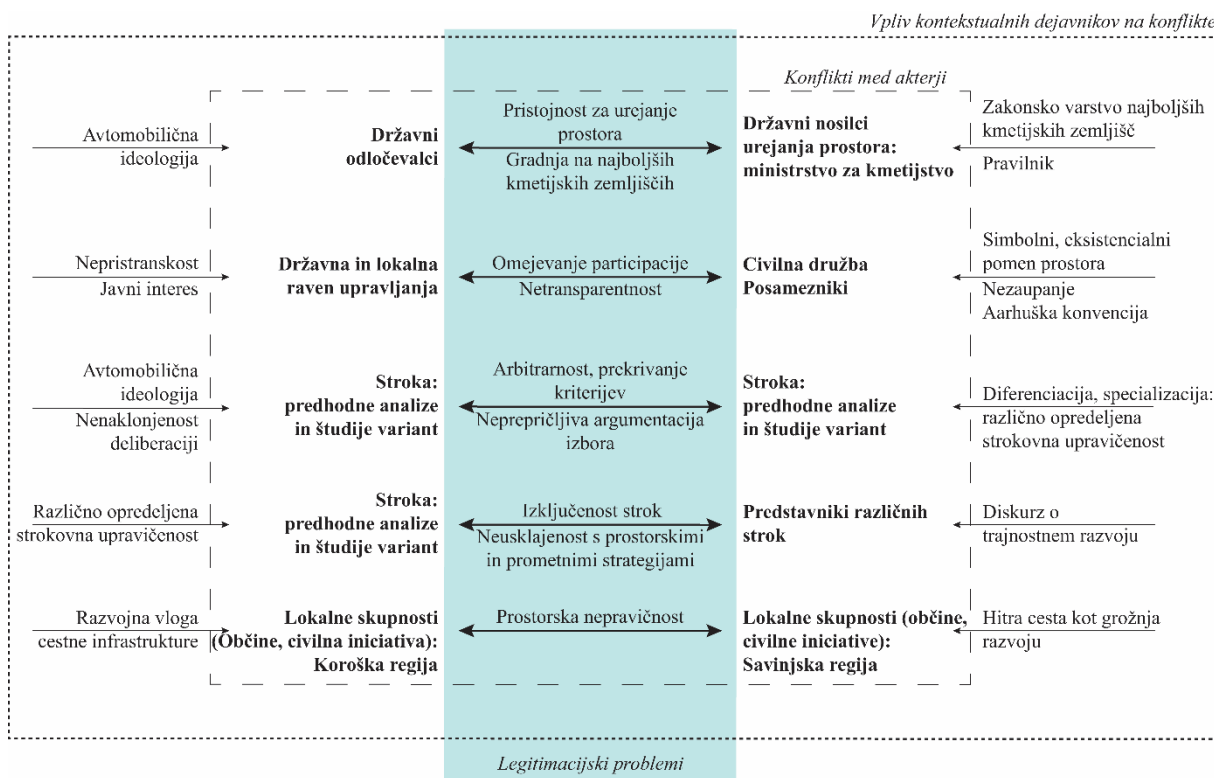 Vpliv kontekstualnih dejavnikov na konflikte
Konflikti med akterji
Avtomobilična
ideologija
Državni
odločevalci
Pristojnost za urejanje
prostora
Gradnja na najboljših
kmetijskih zemljiščih
Državni nosilci
urejanja prostora:
ministrstvo za kmetijstvo
Zakonsko varstvo najboljših
kmetijskih zemljišč
Pravilnik
Nepristranskost
Javni interes
Državna in lokalna
raven upravljanja
Omejevanje participacije
Netransparentnost
Civilna družba
Posamezniki
Simbolni, eksistencialni
pomen prostora
Nezaupanje
Aarhuška konvencija
Avtomobilična
ideologija
Nenaklonjenost
deliberaciji
Stroka:
predhodne analize
in študije variant
Arbitrarnost, prekrivanje
kriterijev
Neprepričljiva argumentacija
izbora
Stroka:
predhodne analize
in študije variant
Diferenciacija, specializacija:
različno opredeljena
strokovna upravičenost
Različno opredeljena
strokovna upravičenost
Stroka:
predhodne analize
in študije variant
Izključenost strok
Neusklajenost s prostorskimi
in prometnimi strategijami
Predstavniki različnih
strok
Diskurz o
trajnostnem razvoju
Razvojna vloga
cestne infrastrukture
Lokalne skupnosti
(Občine, civilna iniciativa):
Koroška regija
Prostorska nepravičnost
Lokalne skupnosti (občine,
civilne iniciative):
Savinjska regija
Hitra cesta kot grožnja
razvoju
Legitimacijski problemi